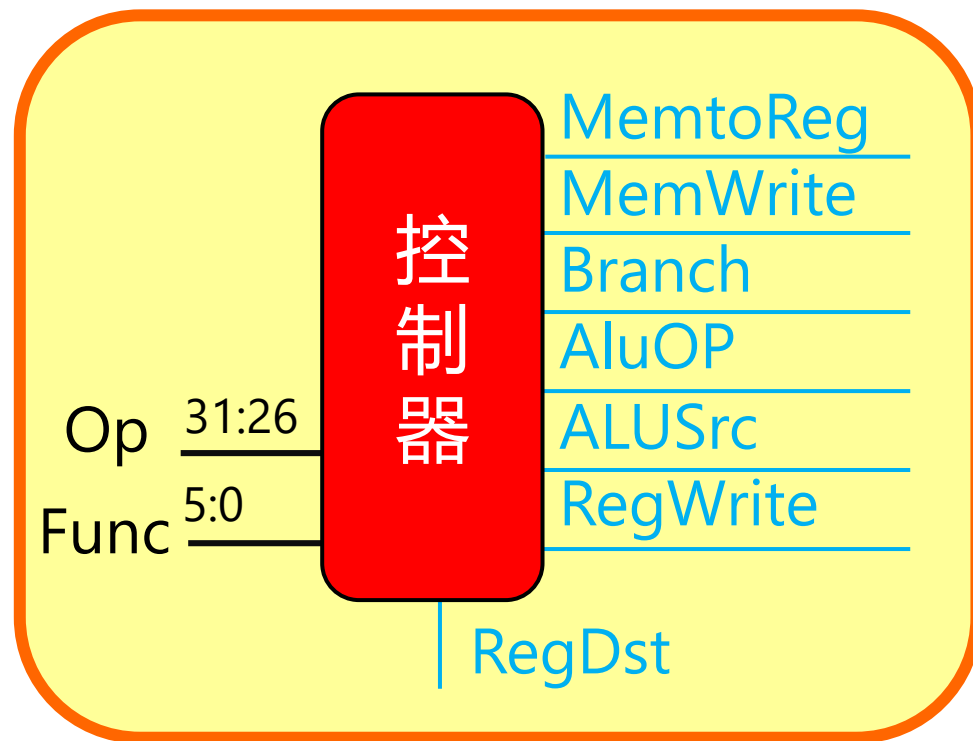 MemtoReg
MemWrite
Branch
AluOP
ALUSrc
RegWrite
控
制
器
Op 31:26
Func 5:0
RegDst